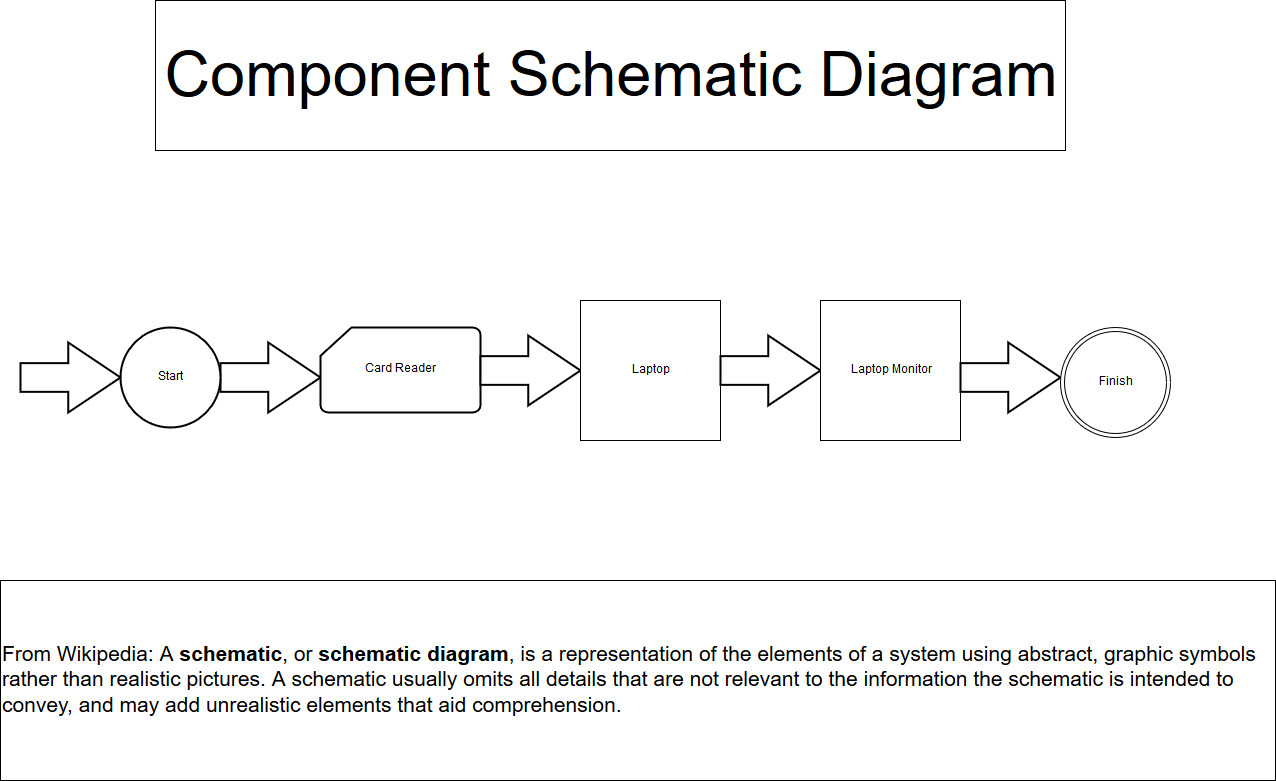 Component Schematic Diagram
Start
Card Reader
Laptop
Laptop Monitor
Finish
From Wikipedia: A schematic, or schematic diagram, is a representation of the elements of a system using abstract, graphic symbols
rather than realistic pictures. A schematic usually omits all details that are not relevant to the information the schematic is intended to
convey, and may add unrealistic elements that aid comprehension.